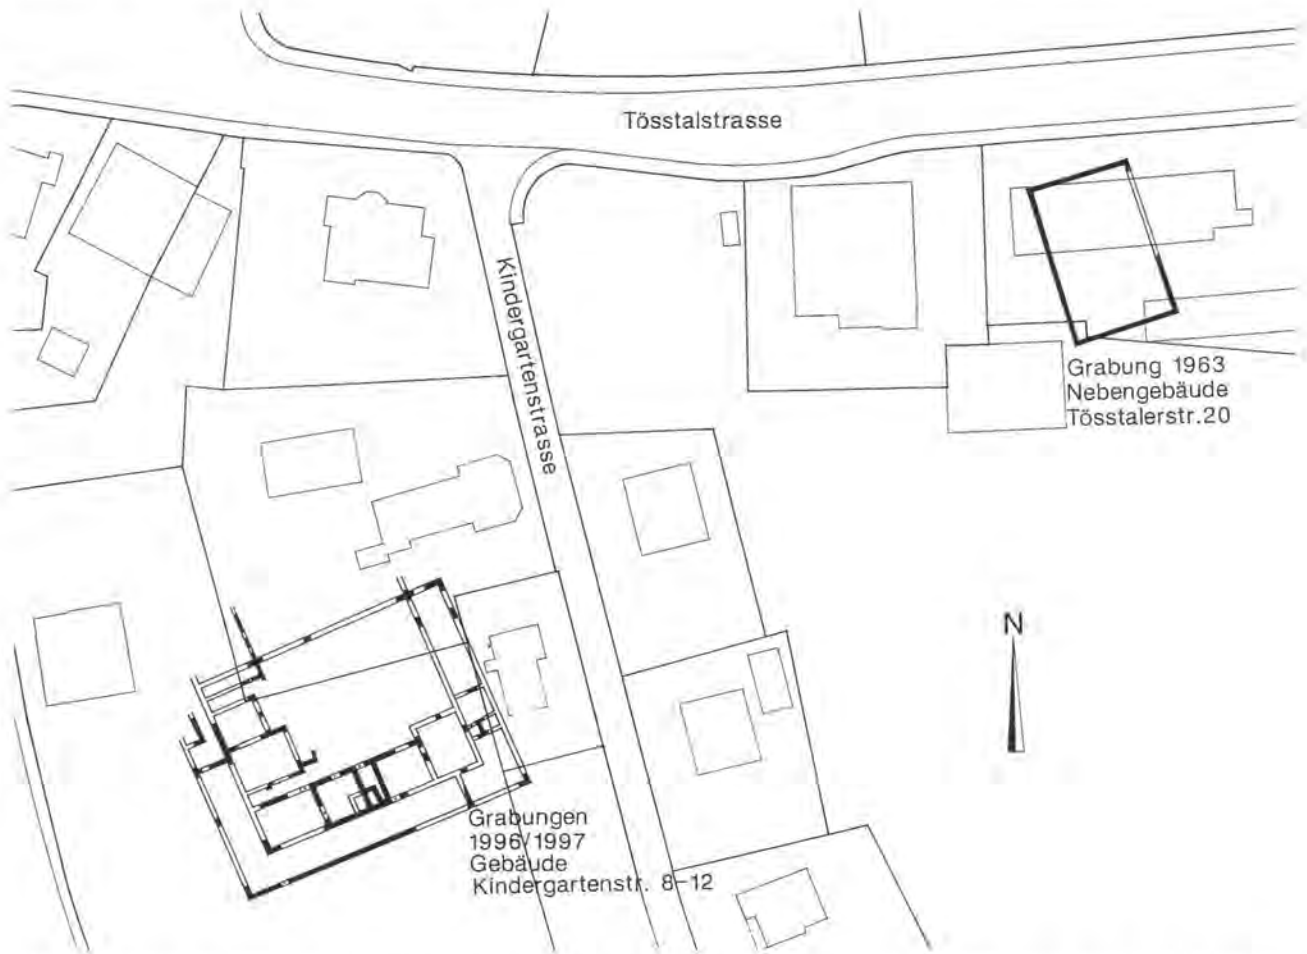 Tösstalstrasse
Kindergartenstrasse
Grabung 1963
Nebengebäude
Tösstalerstr.20
N
Grabungen
1996/1997
Gebäude
Kindergartenstr. 8-12